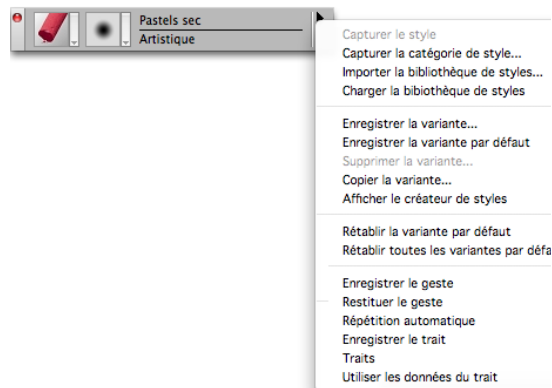 Pastels sec
Artistique
Capturer le style
Capturer la catégorie de style...
Importer la bibliothèque de styles...
Charger la bibiothèque de styles
Enregistrer la variante...
Enregistrer la variante par défaut
Supprimer la variante...
Copier la variante...
Afficher le créateur de styles
Rétablir la variante par défaut
Rétablir toutes les variantes par défa
Enregistrer le geste
Restituer le geste
Répétition automatique
Enregistrer le trait
Traits
Utiliser les données du trait